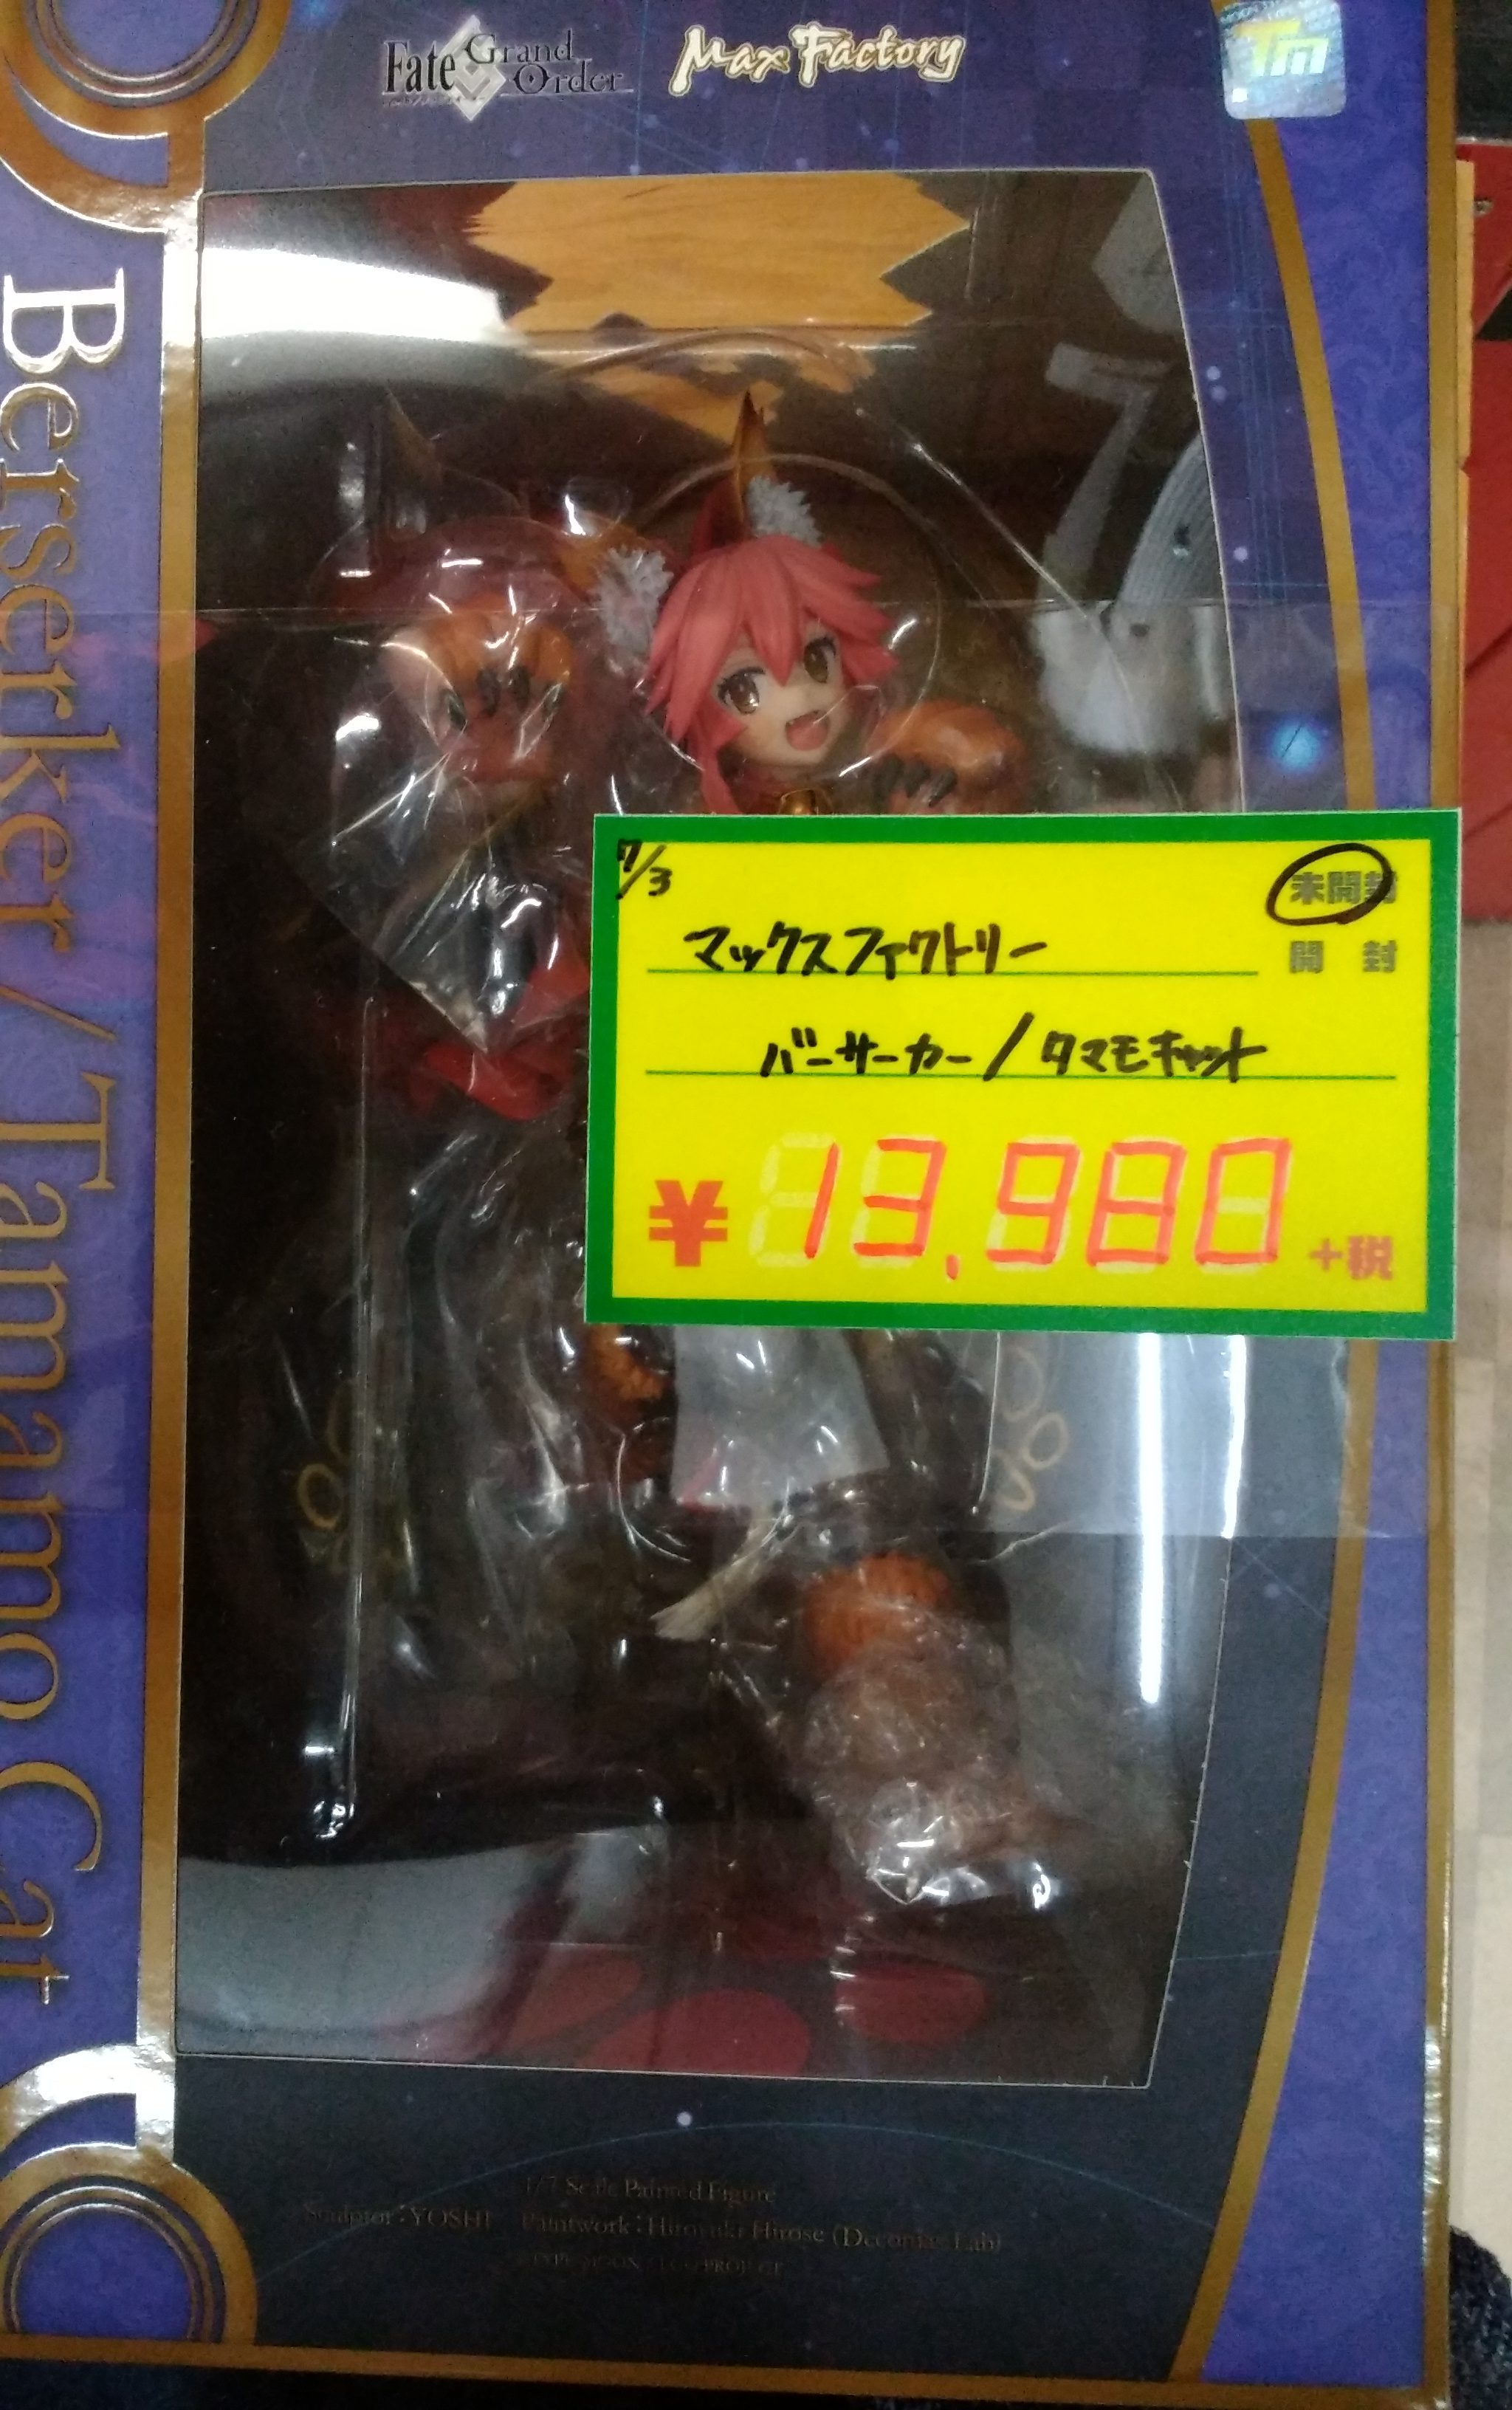 Fate Grand Order
Max Factory
TM
Berserker/Tamamo Cat
7/3
未開封
マックスファクトリー
開 封
バーサーカー/タマモキャット
¥13,980+税
1/7 Scale Painted Figure
Sculptor:YOSHI Paintwork:Hiroyuki Hirose (Decomas Lab)